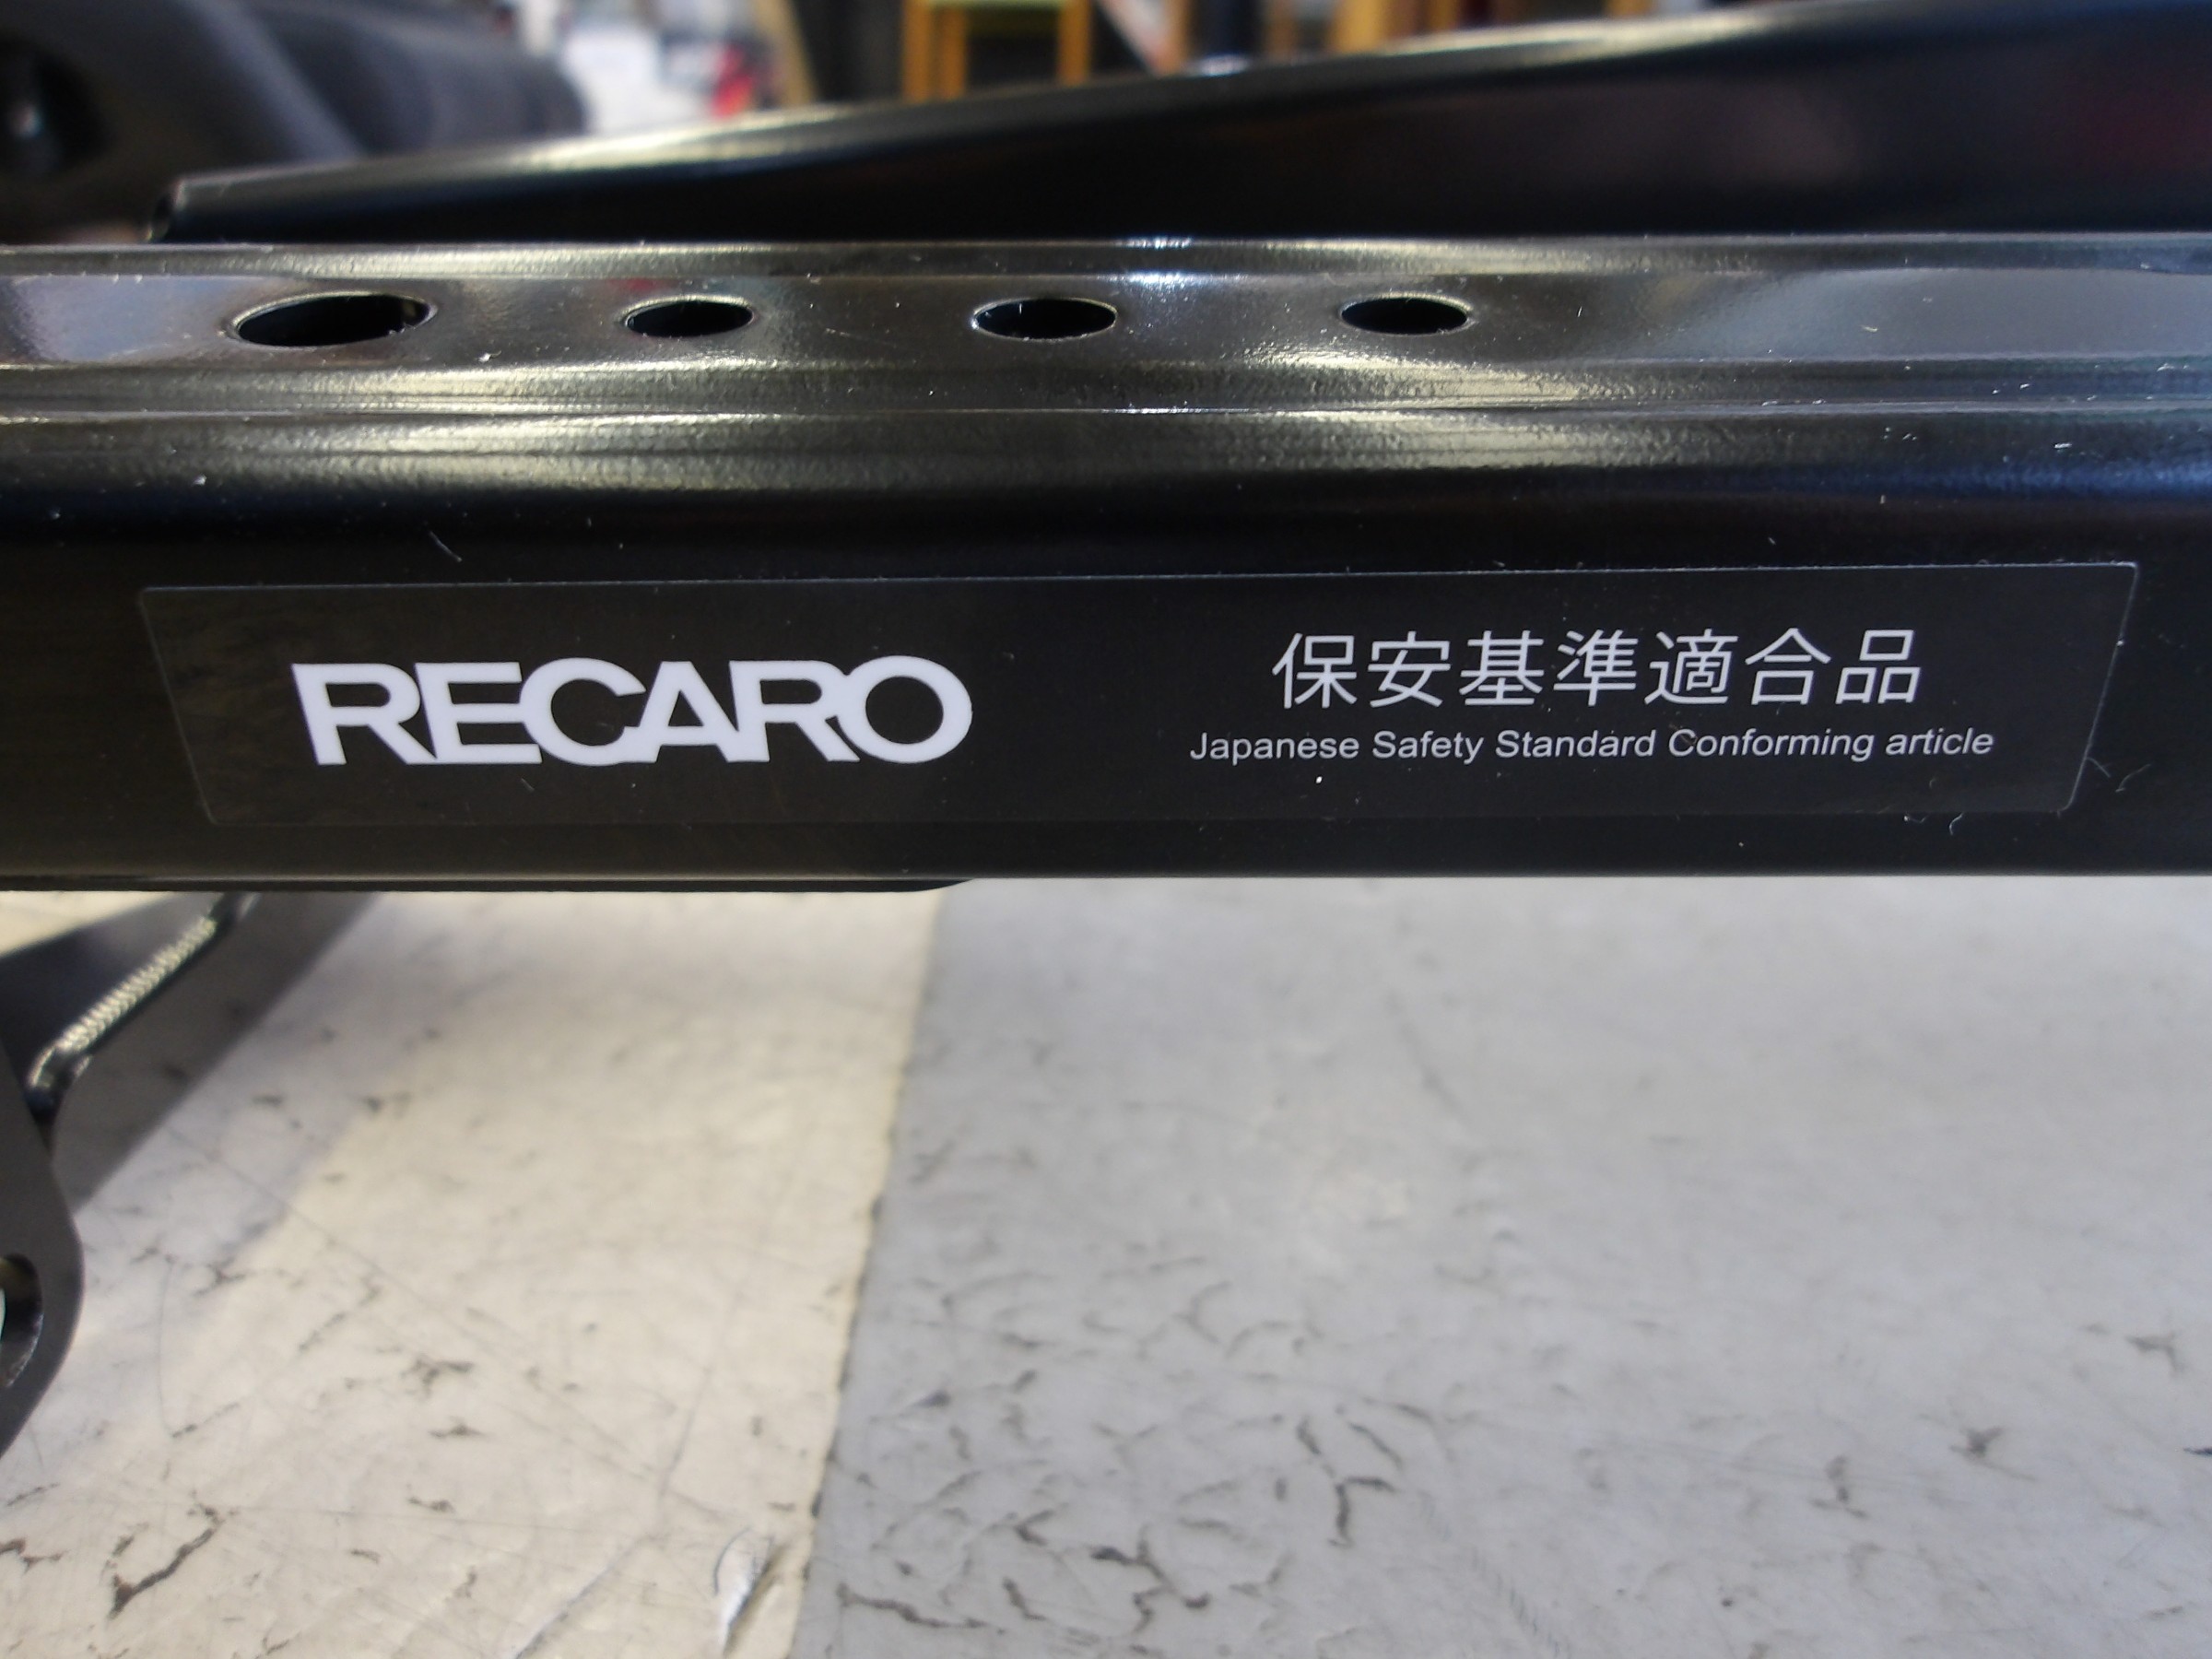 RECARO
保安基準適合品
Japanese Safety Standard Conforming article